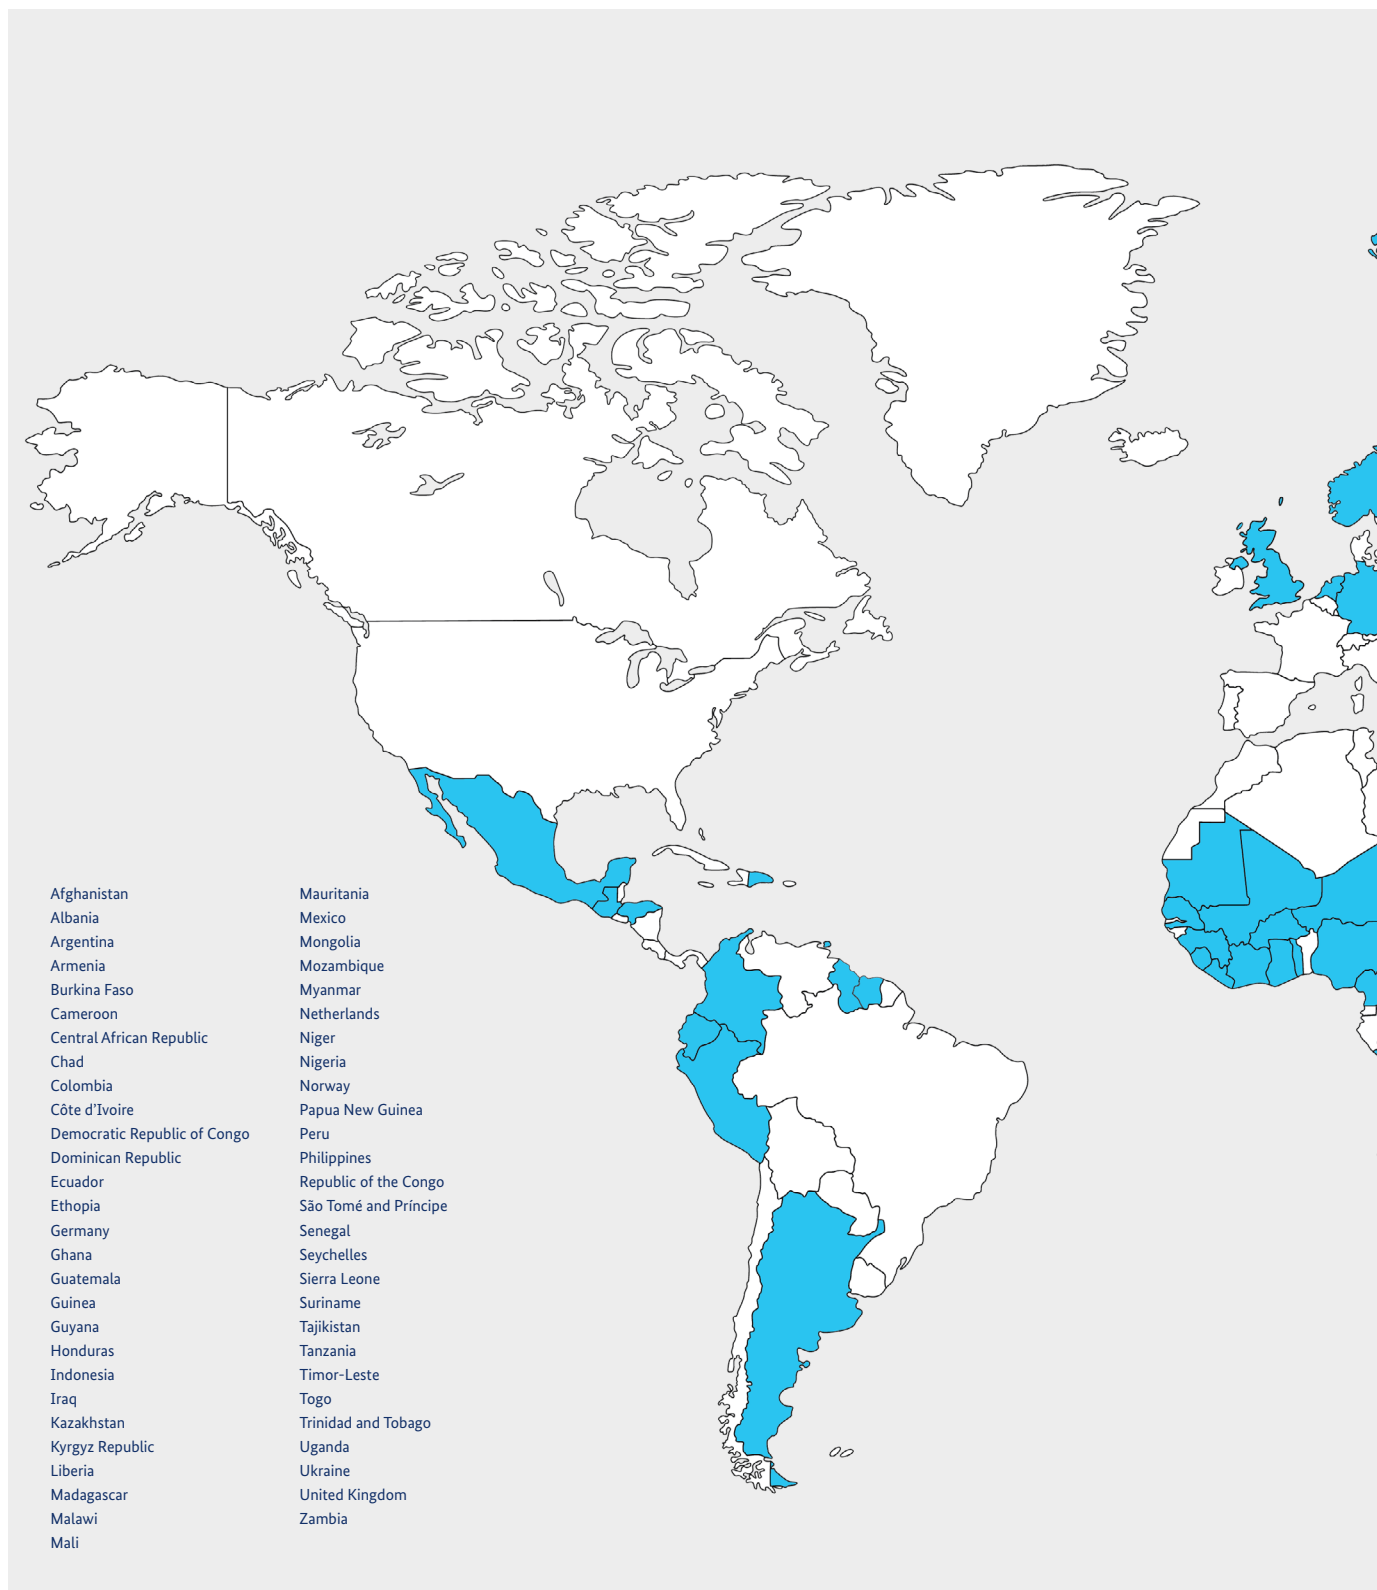 Afghanistan
Albania
Argentina
Armenia
Burkina Faso
Cameroon
Central African Republic
Chad
Colombia
Côte d'Ivoire
Democratic Republic of Congo
Dominican Republic
Ecuador
Ethopia
Germany
Ghana
Guatemala
Guinea
Guyana
Honduras
Indonesia
Iraq
Kazakhstan
Kyrgyz Republic
Liberia
Madagascar
Malawi
Mali
Mauritania
Mexico
Mongolia
Mozambique
Myanmar
Netherlands
Niger
Nigeria
Norway
Papua New Guinea
Peru
Philippines
Republic of the Congo
São Tomé and Príncipe
Senegal
Seychelles
Sierra Leone
Suriname
Tajikistan
Tanzania
Timor-Leste
Togo
Trinidad and Tobago
Uganda
Ukraine
United Kingdom
Zambia